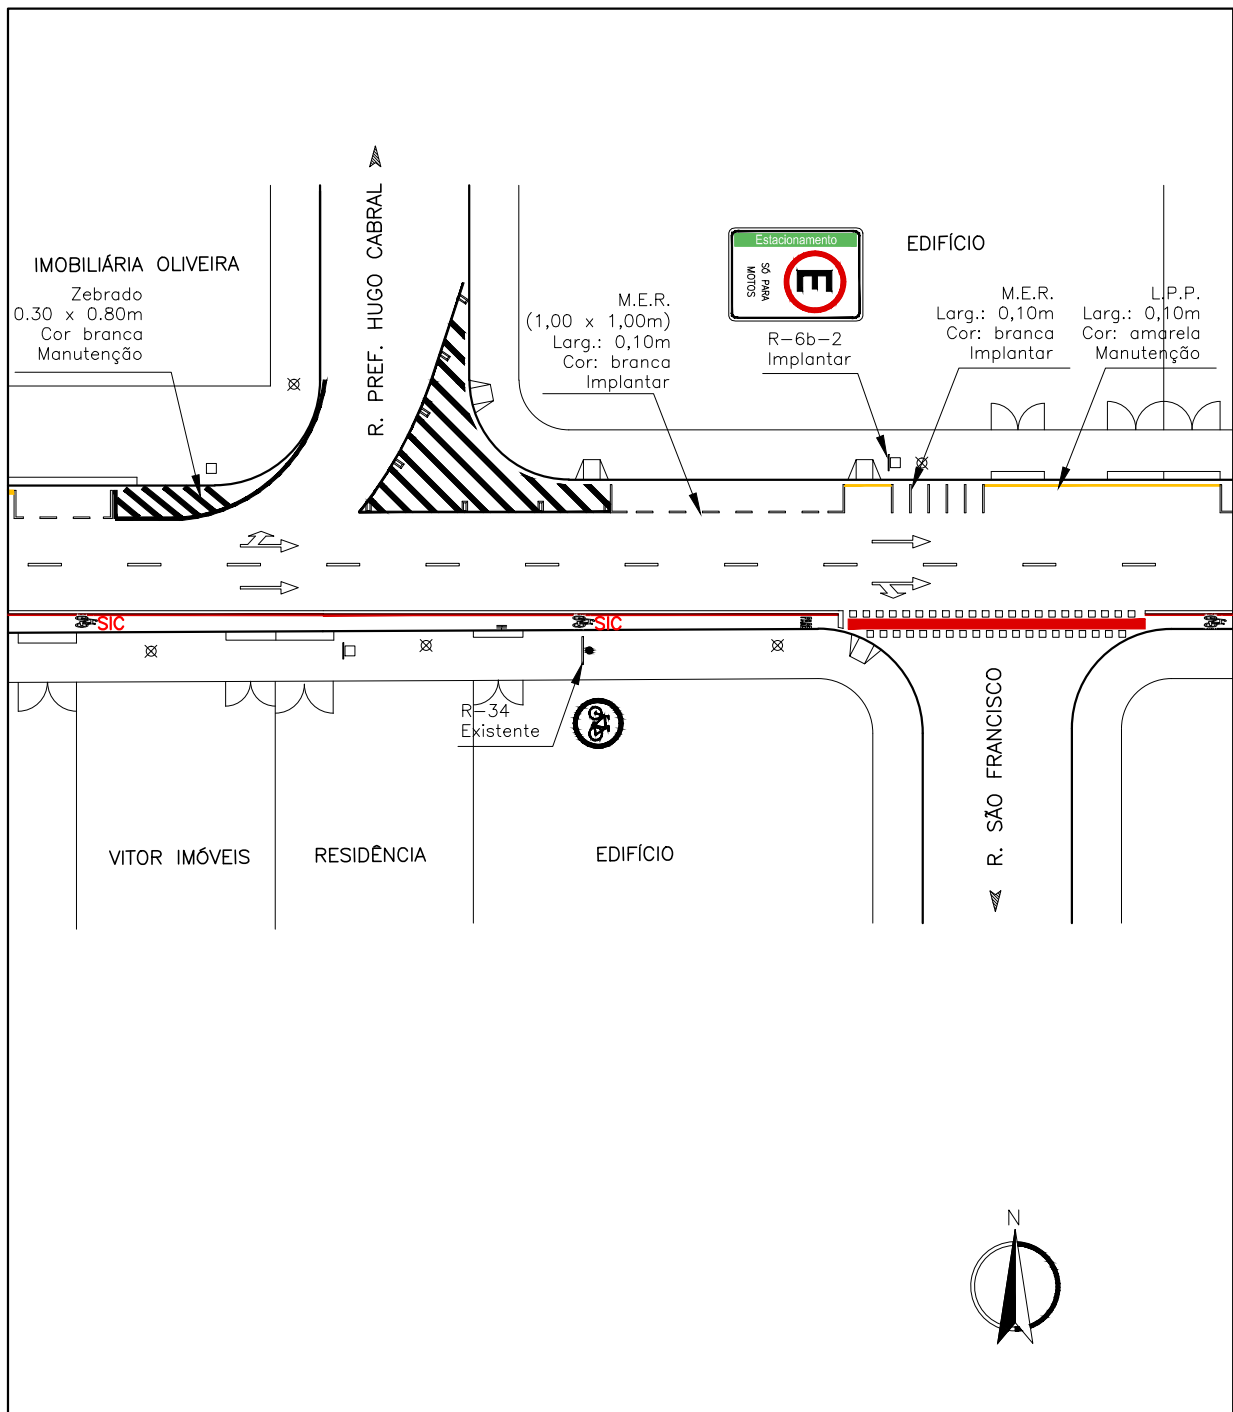 R. PREF. HUGO CABRAL
IMOBILIÁRIA OLIVEIRA
Zebrado
0.30 x 0.80m
Cor branca
Manutenção
M.E.R.
(1,00 x 1,00m)
Larg.: 0,10m
Cor: branca
Implantar
Estacionamento
E
SÓ PARA
MOTOS
R-6b-2
Implantar
EDIFÍCIO
M.E.R.
Larg.: 0,10m
Cor: branca
Implantar
L.P.P.
Larg.: 0,10m
Cor: amarela
Manutenção
SIC
SIC
R-34
Existente
R. SÃO FRANCISCO
VITOR IMÓVEIS
RESIDÊNCIA
EDIFÍCIO
N